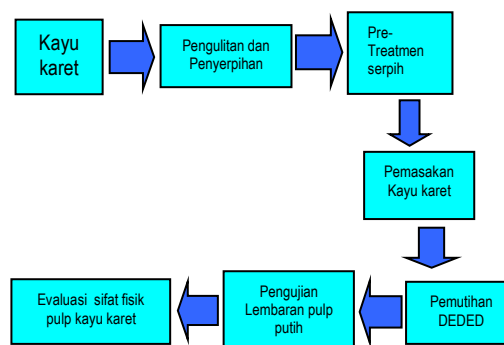 Kayu
karet
Pengulitan dan
Penyerpihan
Pre-
Treatmen
serpih
Pemasakan
Kayu karet
Pemutihan
DEDED
Pengujian
Lembaran pulp
putih
Evaluasi sifat fisik
pulp kayu karet